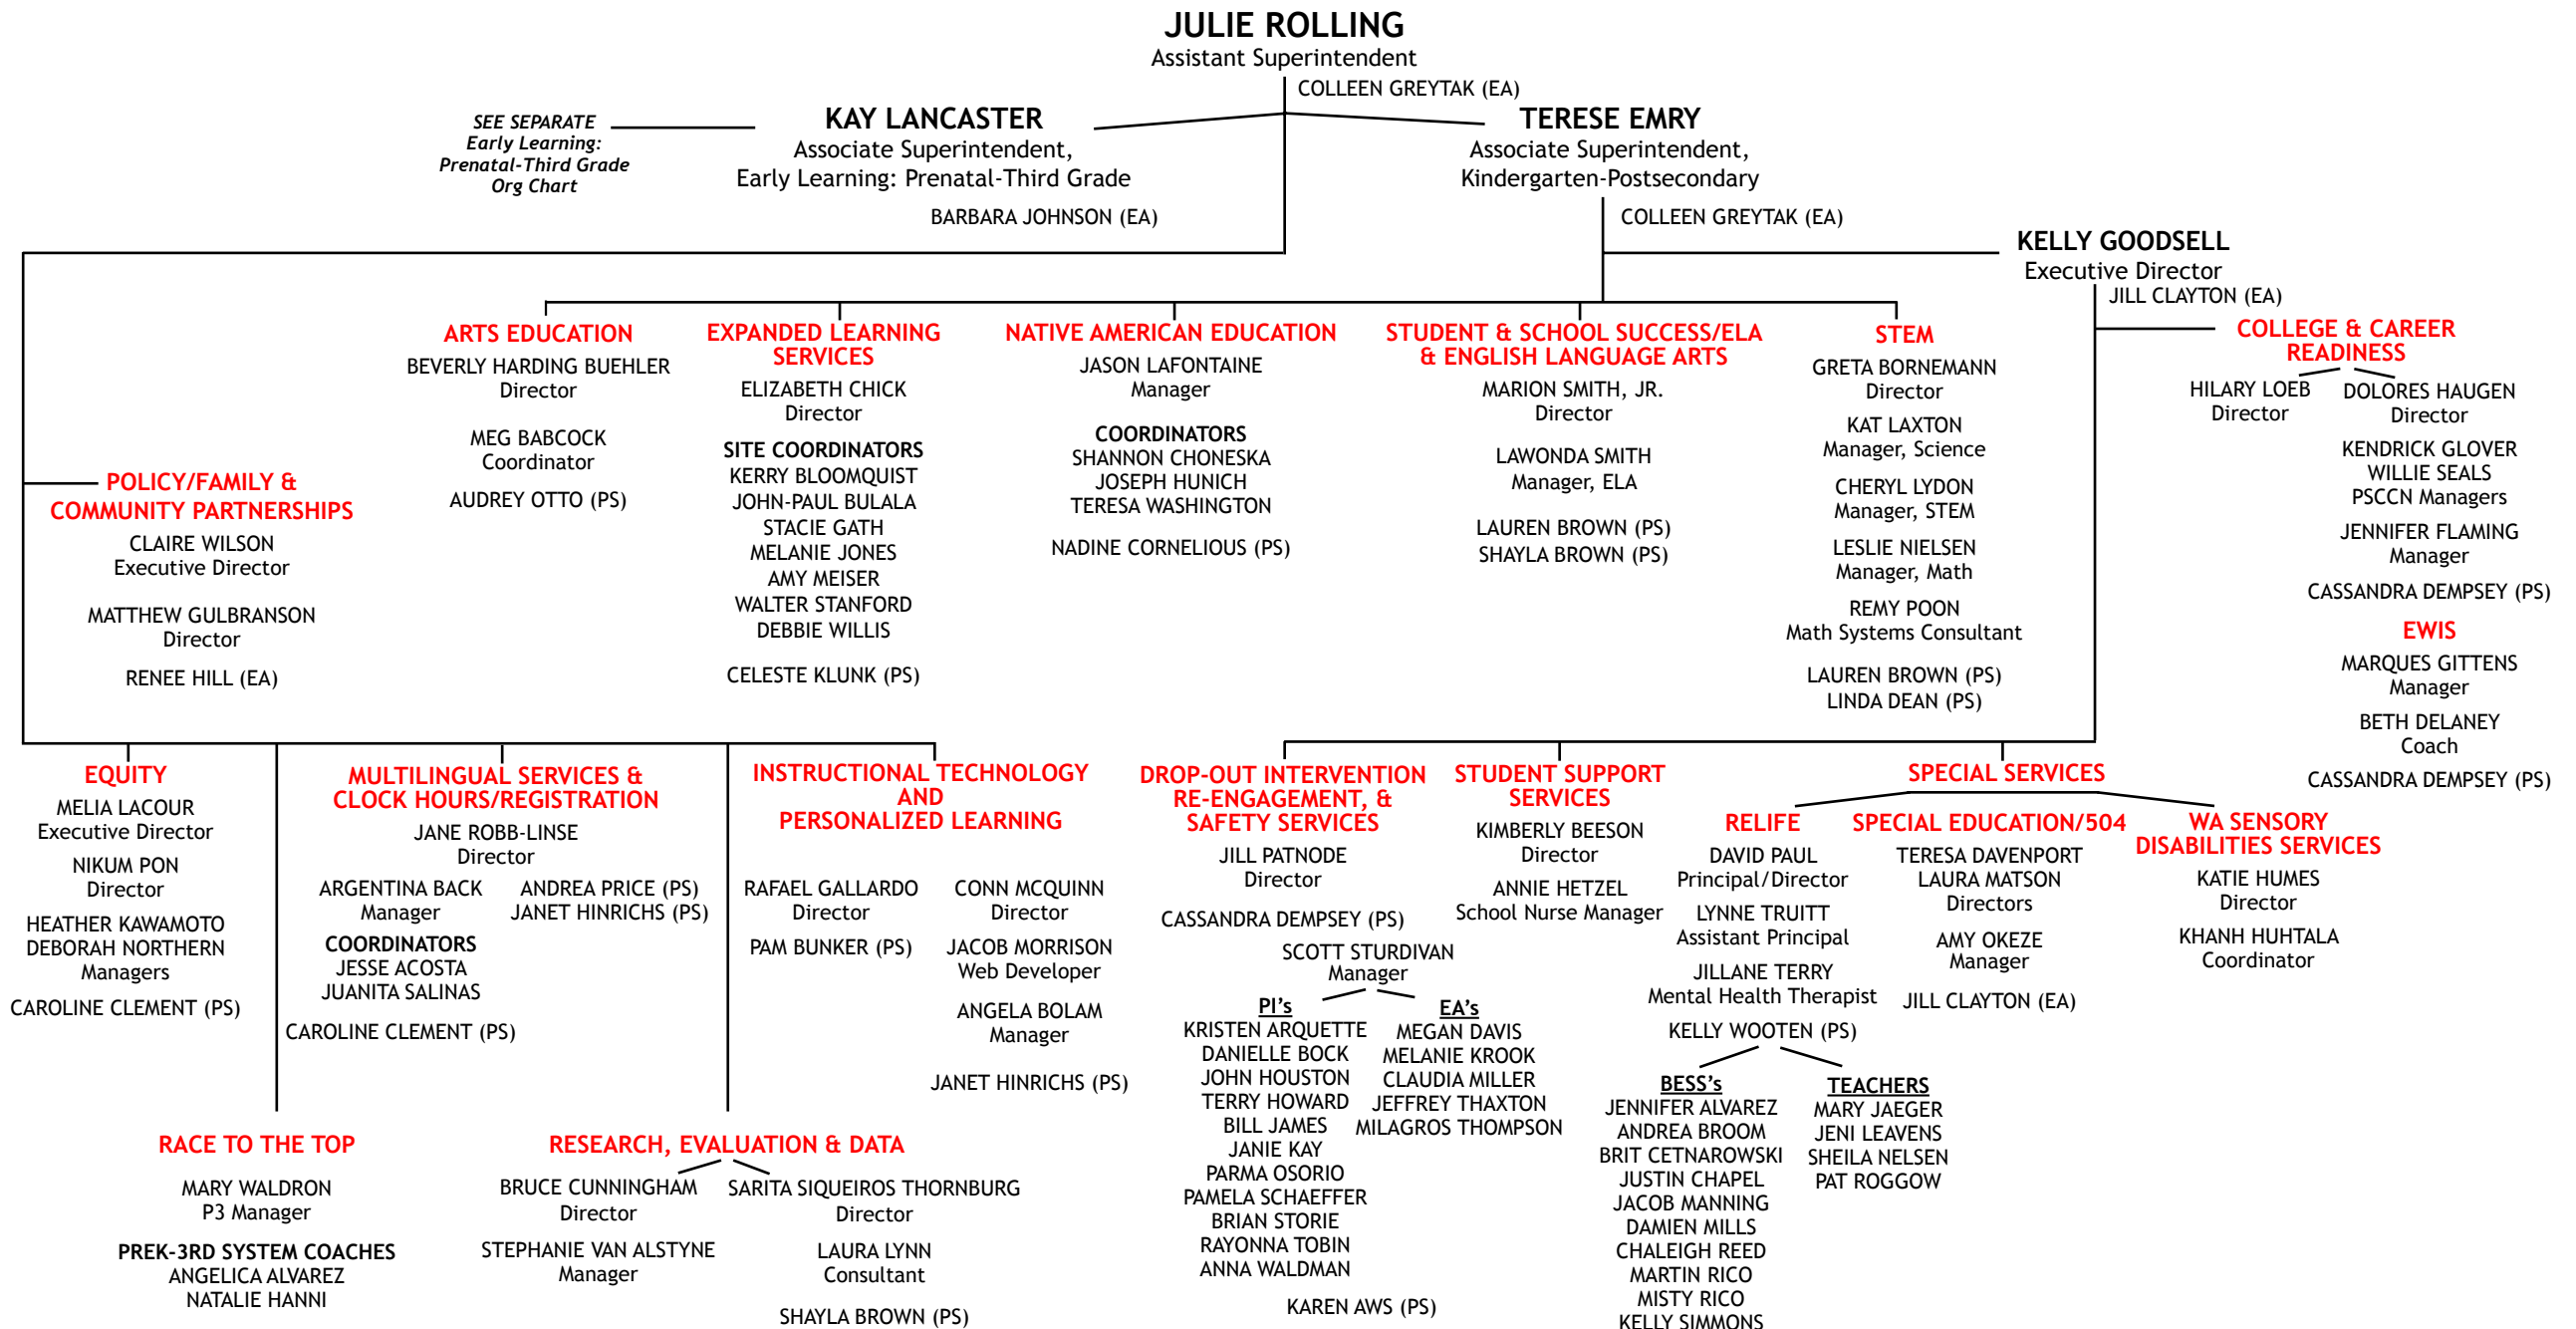 JULIE ROLLING
Assistant Superintendent
COLLEEN GREYTAK (EA)
SEE SEPARATE
Early Learning:
Prenatal-Third Grade
Org Chart
KAY LANCASTER
Associate Superintendent,
Early Learning: Prenatal-Third Grade
BARBARA JOHNSON (EA)
TERESE EMRY
Associate Superintendent,
Kindergarten-Postsecondary
COLLEEN GREYTAK (EA)
KELLY GOODSELL
Executive Director
JILL CLAYTON (EA)
POLICY/FAMILY &
COMMUNITY PARTNERSHIPS
CLAIRE WILSON
Executive Director
MATTHEW GULBRANSON
Director
RENEE HILL (EA)
ARTS EDUCATION
BEVERLY HARDING BUEHLER
Director
MEG BABCOCK
Coordinator
AUDREY OTTO (PS)
EXPANDED LEARNING
SERVICES
ELIZABETH CHICK
Director
SITE COORDINATORS
KERRY BLOOMQUIST
JOHN-PAUL BULALA
STACIE GATH
MELANIE JONES
AMY MEISER
WALTER STANFORD
DEBBIE WILLIS
CELESTE KLUNK (PS)
NATIVE AMERICAN EDUCATION
JASON LAFONTAINE
Manager
COORDINATORS
SHANNON CHONESKA
JOSEPH HUNICH
TERESA WASHINGTON
NADINE CORNELIOUS (PS)
STUDENT & SCHOOL SUCCESS/ELA
& ENGLISH LANGUAGE ARTS
MARION SMITH, JR.
Director
LAWONDA SMITH
Manager, ELA
LAUREN BROWN (PS)
SHAYLA BROWN (PS)
STEM
GRETA BORNEMANN
Director
KAT LAXTON
Manager, Science
CHERYL LYDON
Manager, STEM
LESLIE NIELSEN
Manager, Math
REMY POON
Math Systems Consultant
LAUREN BROWN (PS)
LINDA DEAN (PS)
COLLEGE & CAREER
READINESS
HILARY LOEB
Director
DOLORES HAUGEN
Director
KENDRICK GLOVER
WILLIE SEALS
PSCCN Managers
JENNIFER FLAMING
Manager
CASSANDRA DEMPSEY (PS)
EWIS
MARQUES GITTENS
Manager
BETH DELANEY
Coach
CASSANDRA DEMPSEY (PS)
EQUITY
MELIA LACOUR
Executive Director
NIKUM PON
Director
HEATHER KAWAMOTO
DEBORAH NORTHERN
Managers
CAROLINE CLEMENT (PS)
MULTILINGUAL SERVICES &
CLOCK HOURS/REGISTRATION
JANE ROBB-LINSE
Director
ARGENTINA BACK
Manager
COORDINATORS
JESSE ACOSTA
JUANITA SALINAS
CAROLINE CLEMENT (PS)
ANDREA PRICE (PS)
JANET HINRICHS (PS)
INSTRUCTIONAL TECHNOLOGY
AND
PERSONALIZED LEARNING
RAFAEL GALLARDO
Director
PAM BUNKER (PS)
CONN MCQUINN
Director
JACOB MORRISON
Web Developer
ANGELA BOLAM
Manager
JANET HINRICHS (PS)
RACE TO THE TOP
MARY WALDRON
P3 Manager
PREK-3RD SYSTEM COACHES
ANGELICA ALVAREZ
NATALIE HANNI
RESEARCH, EVALUATION & DATA
BRUCE CUNNINGHAM
Director
STEPHANIE VAN ALSTYNE
Manager
SARITA SIQUEIROS THORNBURG
Director
LAURA LYNN
Consultant
SHAYLA BROWN (PS)
DROP-OUT INTERVENTION
RE-ENGAGEMENT, &
SAFETY SERVICES
JILL PATNODE
Director
CASSANDRA DEMPSEY (PS)
SCOTT STURDIVAN
Manager
PI's
KRISTEN ARQUETTE
DANIELLE BOCK
JOHN HOUSTON
TERRY HOWARD
BILL JAMES
JANIE KAY
PARMA OSORIO
PAMELA SCHAEFFER
BRIAN STORIE
RAYONNA TOBIN
ANNA WALDMAN
EA's
MEGAN DAVIS
MELANIE KROOK
CLAUDIA MILLER
JEFFREY THAXTON
MILAGROS THOMPSON
KAREN AWS (PS)
STUDENT SUPPORT
SERVICES
KIMBERLY BEESON
Director
ANNIE HETZEL
School Nurse Manager
SPECIAL SERVICES
RELIFE
DAVID PAUL
Principal/Director
LYNNE TRUITT
Assistant Principal
JILLANE TERRY
Mental Health Therapist
KELLY WOOTEN (PS)
BESS's
JENNIFER ALVAREZ
ANDREA BROOM
BRIT CETNAROWSKI
JUSTIN CHAPEL
JACOB MANNING
DAMIEN MILLS
CHALEIGH REED
MARTIN RICO
MISTY RICO
KELLY SIMMONS
TEACHERS
MARY JAEGER
JENI LEAVENS
SHEILA NELSEN
PAT ROGGOW
SPECIAL EDUCATION/504
TERESA DAVENPORT
LAURA MATSON
Directors
AMY OKEZE
Manager
JILL CLAYTON (EA)
WA SENSORY
DISABILITIES SERVICES
KATIE HUMES
Director
KHANH HUHTALA
Coordinator